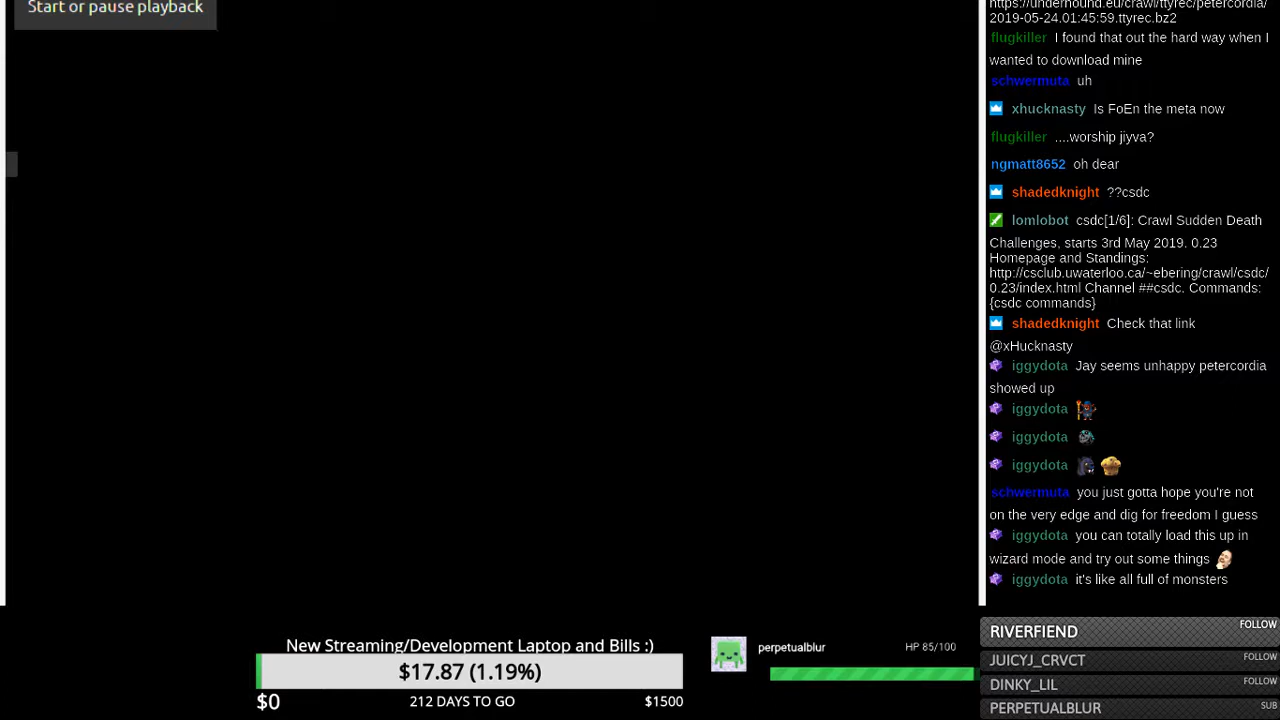 Start or pause playback
https://underhound.eu/crawl/ttyrec/petercordia/
2019-05-24.01:45:59.ttyrec.bz2
flugkiller I found that out the hard way when I
wanted to download mine
schwermuta uh
xhucknasty Is FoEn the meta now
flugkiller ....worship jiyva?
ngmatt8652 oh dear
shadedknight ??csdc
lomlobot csdc[1/6]: Crawl Sudden Death
Challenges, starts 3rd May 2019. 0.23
Homepage and Standings:
http://csclub.uwaterloo.ca/~ebering/crawl/csdc/
0.23/index.html Channel ##csdc. Commands:
{csdc commands}
shadedknight Check that link
@xHucknasty
iggydota Jay seems unhappy petercordia
showed up
iggydota
iggydota
iggydota
schwermuta you just gotta hope you're not
on the very edge and dig for freedom I guess
iggydota you can totally load this up in
wizard mode and try out some things
iggydota it's like all full of monsters
New Streaming/Development Laptop and Bills :)
$17.87 (1.19%)
$0
212 DAYS TO GO
$1500
perpetualblur
HP 85/100
RIVERFIEND FOLLOW
JUICYJ_CRVCT FOLLOW
DINKY_LIL FOLLOW
PERPETUALBLUR SUB